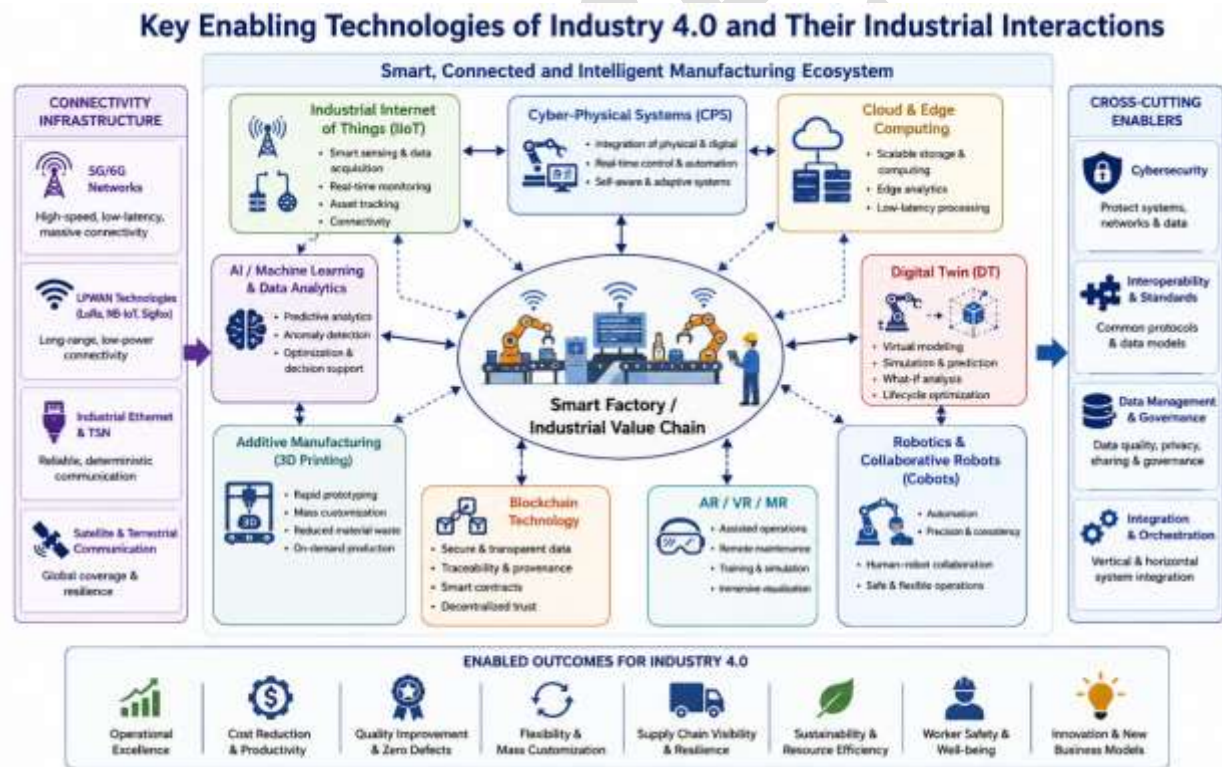 Key Enabling Technologies of Industry 4.0 and Their Industrial Interactions
Smart, Connected and Intelligent Manufacturing Ecosystem
CONNECTIVITY
INFRASTRUCTURE
5G/6G
Networks
High-speed, low-latency,
massive connectivity
LPWAN Technologies
(LoRa, NB-IoT, Sigfox)
Long-range, low-power
connectivity
Industrial Ethernet
& TSN
Reliable, deterministic
communication
Satellite & Terrestrial
Communication
Global coverage &
resilience
Industrial Internet
of Things (IIoT)
• Smart sensing & data
acquisition
• Real-time monitoring
• Asset tracking
• Connectivity
Cyber-Physical Systems (CPS)
• Integration of physical & digital
• Real-time control & automation
• Self-aware & adaptive systems
Cloud & Edge
Computing
• Scalable storage &
computing
• Edge analytics
• Low-latency processing
AI / Machine Learning
& Data Analytics
• Predictive analytics
• Anomaly detection
• Optimization &
decision support
Smart Factory /
Industrial Value Chain
Digital Twin (DT)
• Virtual modeling
• Simulation & prediction
• What-if analysis
• Lifecycle optimization
Additive Manufacturing
(3D Printing)
3D
• Rapid prototyping
• Mass customization
• Reduced material waste
• On-demand production
Blockchain
Technology
• Secure & transparent data
• Traceability & provenance
• Smart contracts
• Decentralized trust
AR / VR / MR
• Assisted operations
• Remote maintenance
• Training & simulation
• Immersive visualization
Robotics &
Collaborative Robots
(Cobots)
• Automation
• Precision & consistency
• Human-robot collaboration
• Safe & flexible operations
CROSS-CUTTING
ENABLERS
Cybersecurity
Protect systems,
networks & data
Interoperability
& Standards
Common protocols
& data models
Data Management
& Governance
Data quality, privacy,
sharing & governance
Integration
& Orchestration
Vertical & horizontal
system integration
ENABLED OUTCOMES FOR INDUSTRY 4.0
Operational
Excellence
Cost Reduction
& Productivity
Quality Improvement
& Zero Defects
Flexibility &
Mass Customization
Supply Chain Visibility
& Resilience
Sustainability &
Resource Efficiency
Worker Safety &
Well-being
Innovation & New
Business Models